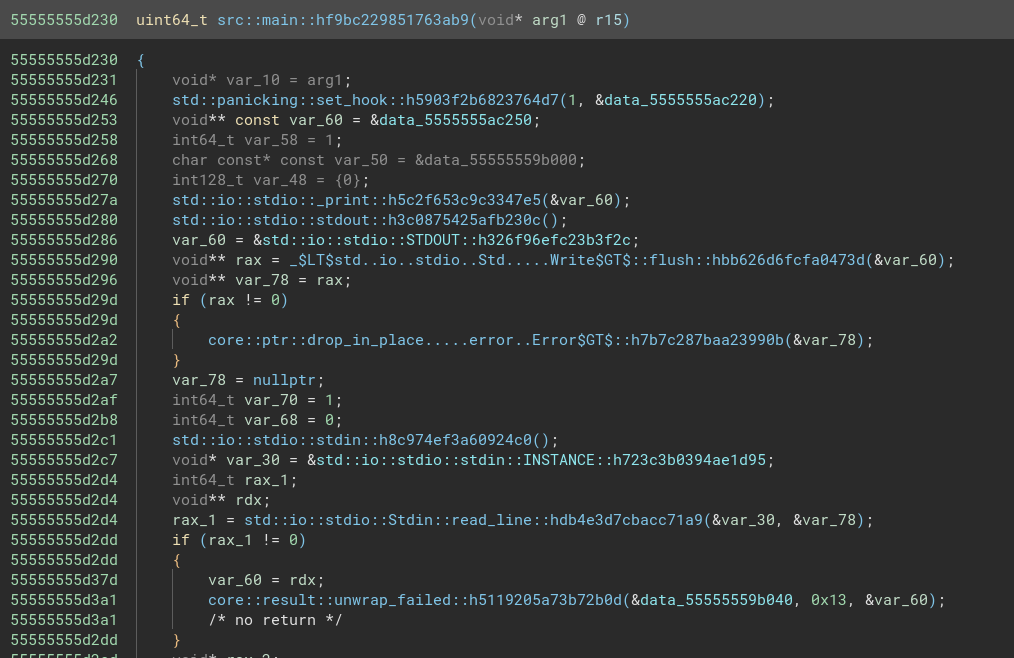 55555555d230 uint64_t src::main::hf9bc229851763ab9(void* arg1 @ r15)
55555555d230 {
55555555d231 void* var_10 = arg1;
55555555d246 std::panicking::set_hook::h5903f2b6823764d7(1, &data_5555555ac220);
55555555d253 void** const var_60 = &data_5555555ac250;
55555555d258 int64_t var_58 = 1;
55555555d268 char const* const var_50 = &data_55555559b000;
55555555d270 int128_t var_48 = {0};
55555555d27a std::io::stdio::_print::h5c2f653c9c3347e5(&var_60);
55555555d280 std::io::stdio::stdout::h3c0875425afb230c();
55555555d286 var_60 = &std::io::stdio::STDOUT::h326f96efc23b3f2c;
55555555d290 void** rax = _$LT$std..io..stdio..Std.....Write$GT$::flush::hbb626d6fcfa0473d(&var_60);
55555555d296 void** var_78 = rax;
55555555d29d if (rax != 0)
55555555d29d {
55555555d2a2 core::ptr::drop_in_place.....error..Error$GT$::h7b7c287baa23990b(&var_78);
55555555d29d }
55555555d2a7 var_78 = nullptr;
55555555d2af int64_t var_70 = 1;
55555555d2b8 int64_t var_68 = 0;
55555555d2c1 std::io::stdio::stdin::h8c974ef3a60924c0();
55555555d2c7 void* var_30 = &std::io::stdio::stdin::INSTANCE::h723c3b0394ae1d95;
55555555d2d4 int64_t rax_1;
55555555d2d4 void** rdx;
55555555d2d4 rax_1 = std::io::stdio::Stdin::read_line::hdb4e3d7cbacc71a9(&var_30, &var_78);
55555555d2dd if (rax_1 != 0)
55555555d2dd {
55555555d37d var_60 = rdx;
55555555d3a1 core::result::unwrap_failed::h5119205a73b72b0d(&data_55555559b040, 0x13, &var_60);
55555555d3a1 /* no return */
55555555d2dd }